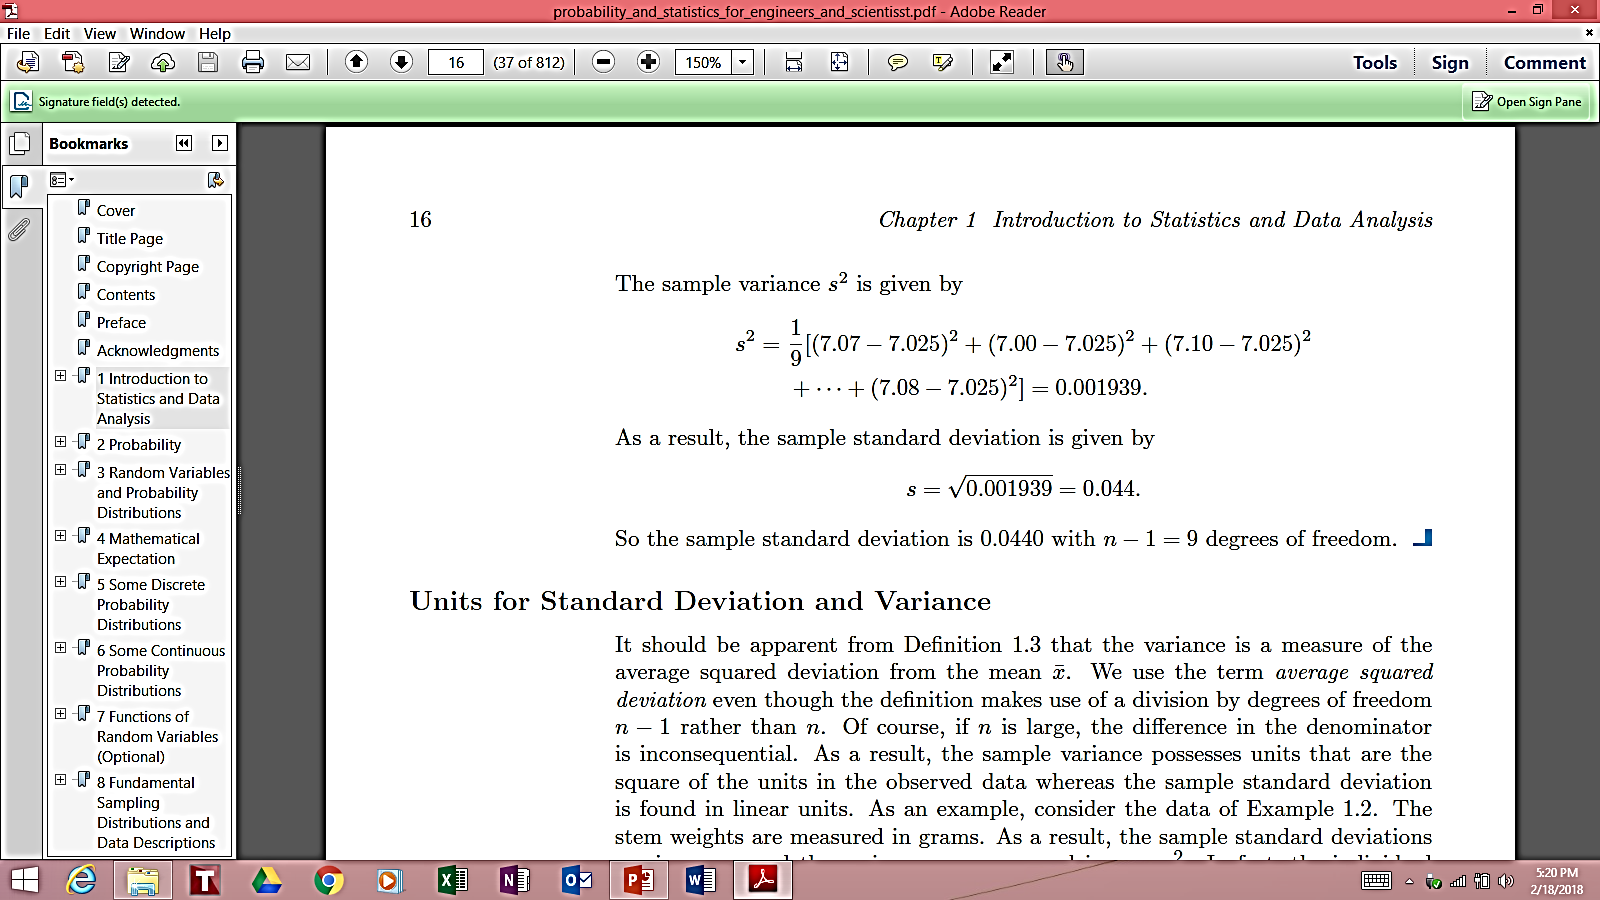 probability_and_statistics_for_engineers_and_scientisst.pdf - Adobe Reader
File Edit View Window Help
16 (37 of 812) 150% Tools Sign Comment
Signature field(s) detected. Open Sign Pane
Bookmarks
Cover
Title Page
Copyright Page
Contents
Preface
Acknowledgments
1 Introduction to
Statistics and Data
Analysis
2 Probability
3 Random Variables
and Probability
Distributions
4 Mathematical
Expectation
5 Some Discrete
Probability
Distributions
6 Some Continuous
Probability
Distributions
7 Functions of
Random Variables
(Optional)
8 Fundamental
Sampling
Distributions and
Data Descriptions
16 Chapter 1 Introduction to Statistics and Data Analysis
The sample variance s² is given by
s² = 1/9[(7.07 − 7.025)² + (7.00 − 7.025)² + (7.10 − 7.025)²
+ ··· + (7.08 − 7.025)²] = 0.001939.
As a result, the sample standard deviation is given by
s = √0.001939 = 0.044.
So the sample standard deviation is 0.0440 with n − 1 = 9 degrees of freedom.
Units for Standard Deviation and Variance
It should be apparent from Definition 1.3 that the variance is a measure of the
average squared deviation from the mean x̄. We use the term average squared
deviation even though the definition makes use of a division by degrees of freedom
n − 1 rather than n. Of course, if n is large, the difference in the denominator
is inconsequential. As a result, the sample variance possesses units that are the
square of the units in the observed data whereas the sample standard deviation
is found in linear units. As an example, consider the data of Example 1.2. The
stem weights are measured in grams. As a result, the sample standard deviations
5:20 PM
2/18/2018